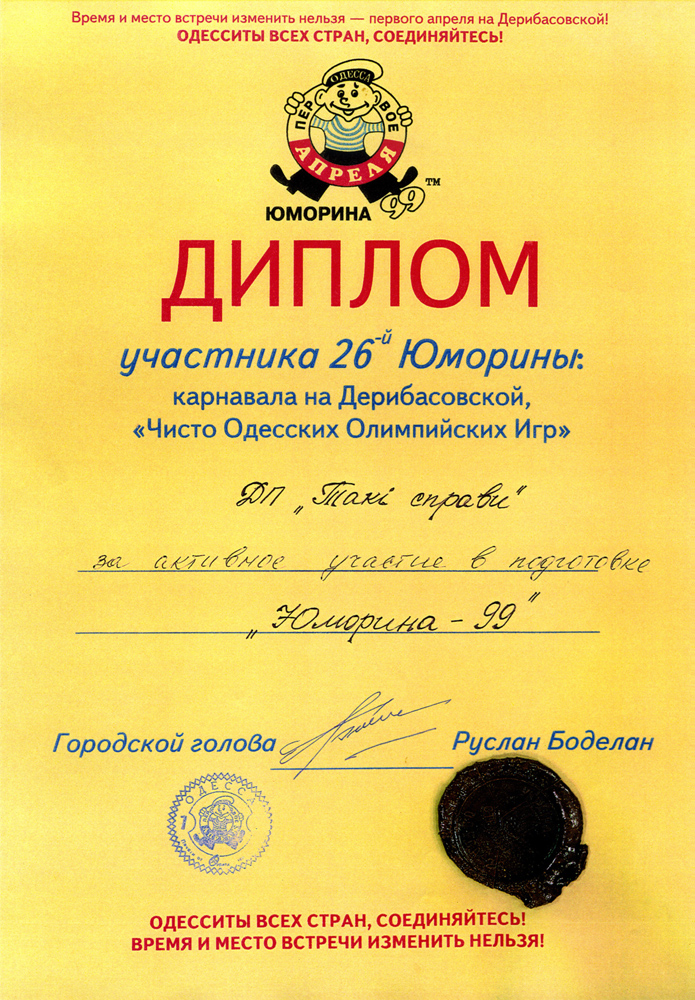 Время и место встречи изменить нельзя — первого апреля на Дерибасовской!
ОДЕССИТЫ ВСЕХ СТРАН, СОЕДИНЯЙТЕСЬ!
ОДЕССА
ПЕРВОЕ
АПРЕЛЯ
ЮМОРИНА 99 ™
ДИПЛОМ
участника 26-й Юморины:
карнавала на Дерибасовской,
«Чисто Одесских Олимпийских Игр»
ДП „Такі справи"
за активное участие в подготовке
„Юморина - 99"
Городской голова Руслан Боделан
ОДЕССА
1
ОДЕССИТЫ ВСЕХ СТРАН, СОЕДИНЯЙТЕСЬ!
ВРЕМЯ И МЕСТО ВСТРЕЧИ ИЗМЕНИТЬ НЕЛЬЗЯ!